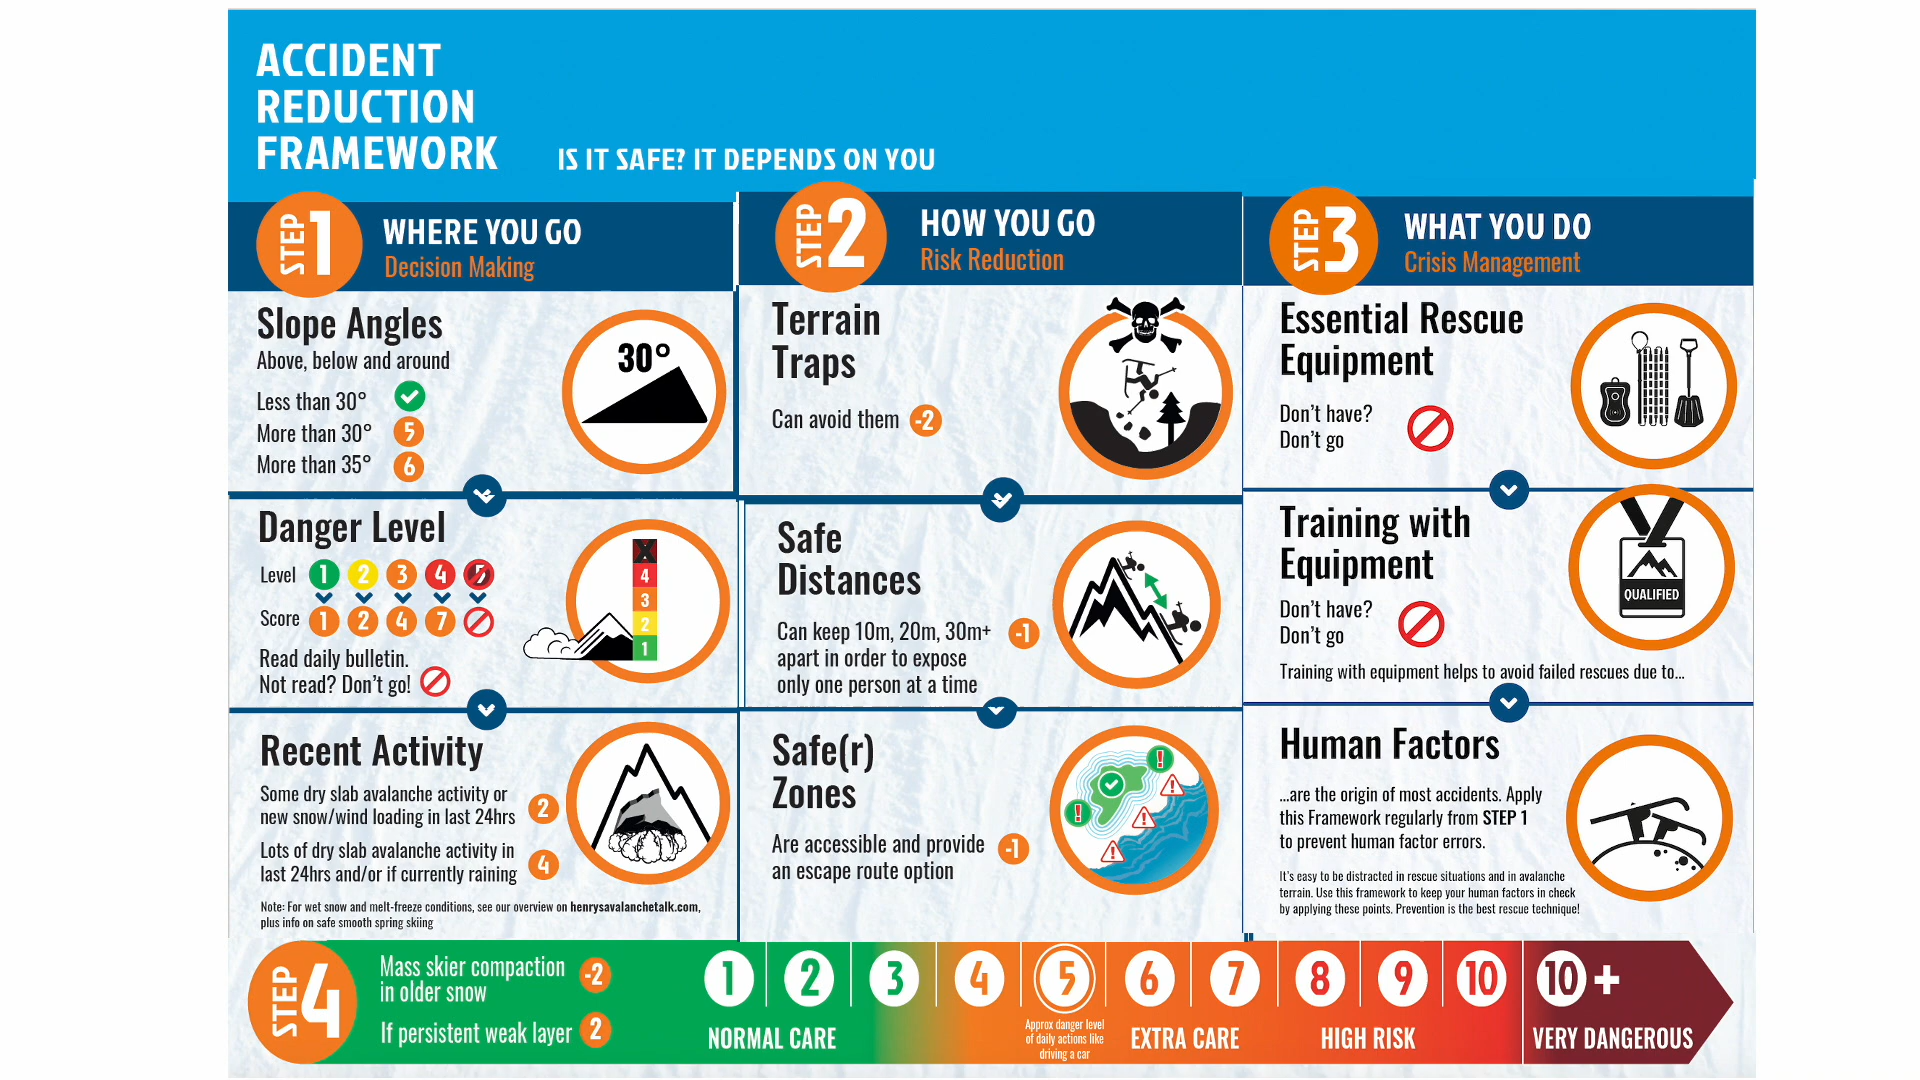 ACCIDENT
REDUCTION
FRAMEWORK
IS IT SAFE? IT DEPENDS ON YOU
STEP 1
WHERE YOU GO
Decision Making
Slope Angles
Above, below and around
Less than 30°
More than 30° 5
More than 35° 6
30°
Danger Level
Level 1 2 3 4 5
Score 1 2 4 7
Read daily bulletin.
Not read? Don't go!
X
4
3
2
1
Recent Activity
Some dry slab avalanche activity or
new snow/wind loading in last 24hrs
2
Lots of dry slab avalanche activity in
last 24hrs and/or if currently raining
4
Note: For wet snow and melt-freeze conditions, see our overview on henrysavalanchetalk.com,
plus info on safe smooth spring skiing
STEP 2
HOW YOU GO
Risk Reduction
Terrain
Traps
Can avoid them -2
Safe
Distances
Can keep 10m, 20m, 30m+ -1
apart in order to expose
only one person at a time
Safe(r)
Zones
Are accessible and provide -1
an escape route option
! ! ! ! !
STEP 3
WHAT YOU DO
Crisis Management
Essential Rescue
Equipment
Don't have?
Don't go
Training with
Equipment
Don't have?
Don't go
QUALIFIED
Training with equipment helps to avoid failed rescues due to...
Human Factors
...are the origin of most accidents. Apply
this Framework regularly from STEP 1
to prevent human factor errors.
It's easy to be distracted in rescue situations and in avalanche
terrain. Use this framework to keep your human factors in check
by applying these points. Prevention is the best rescue technique!
STEP 4
Mass skier compaction
in older snow
-2
If persistent weak layer 2
1 2 3 4 5 6 7 8 9 10 10+
NORMAL CARE
Approx danger level
of daily actions like
driving a car
EXTRA CARE
HIGH RISK
VERY DANGEROUS